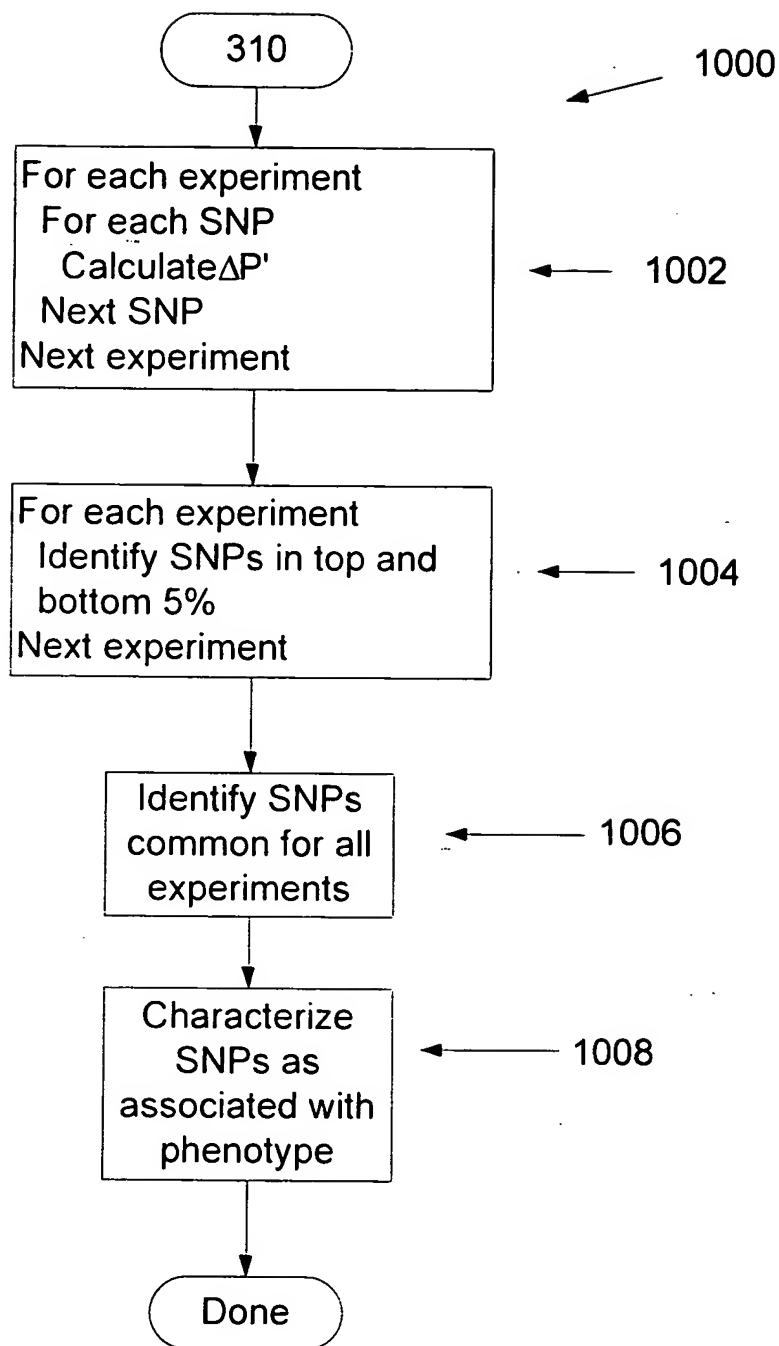 310
1000
For each experiment
For each SNP
Calculate∆P'
Next SNP
Next experiment
1002
For each experiment
Identify SNPs in top and
bottom 5%
Next experiment
1004
Identify SNPs
common for all
experiments
1006
Characterize
SNPs as
associated with
phenotype
1008
Done